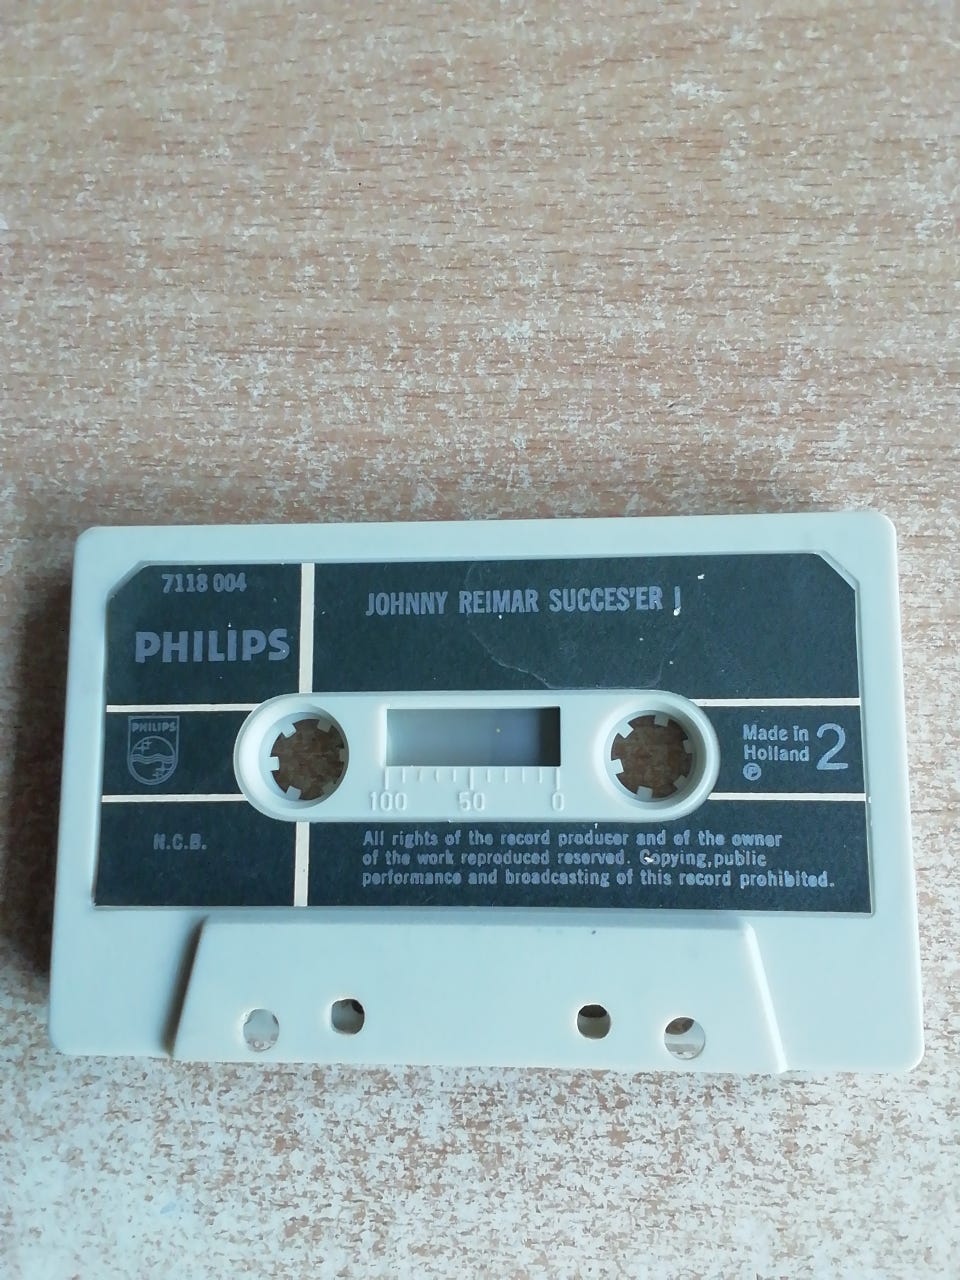 7118 004
JOHNNY REIMAR SUCCES'ER I
PHILIPS
PHILIPS
Made in
Holland
Ⓟ
2
100 50 0
N.C.B.
All rights of the record producer and of the owner
of the work reproduced reserved. Copying, public
performance and broadcasting of this record prohibited.